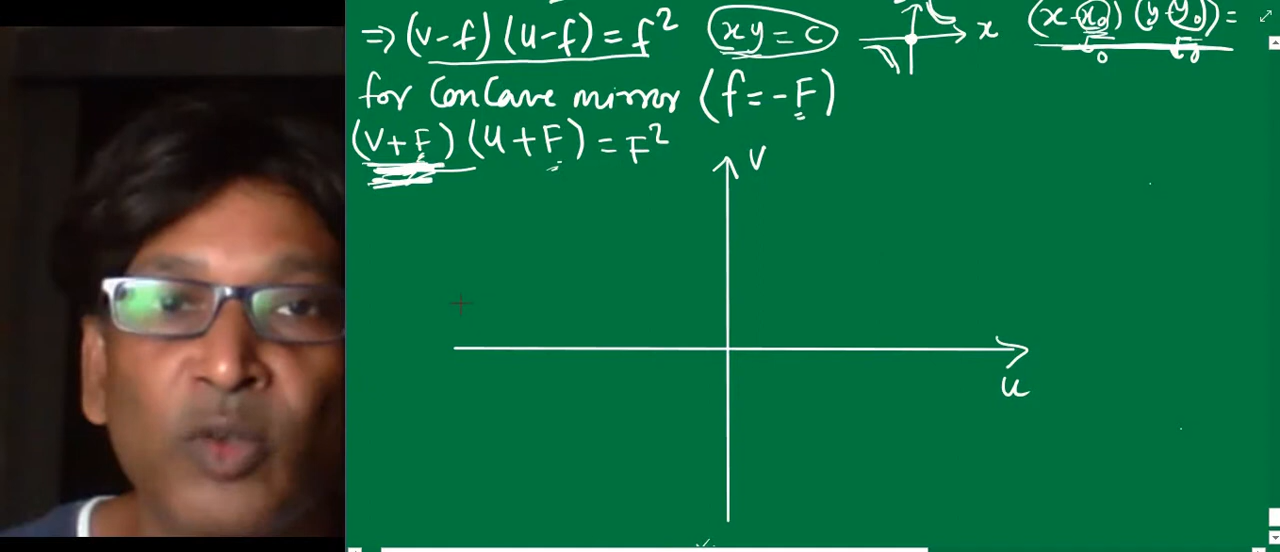 ⇒ (v-f) (u-f) = f² xy = c x (x-x₀) (y-y₀) =
for Concave mirror (f = -F)
(v+F) (u+F) = F²
v
u